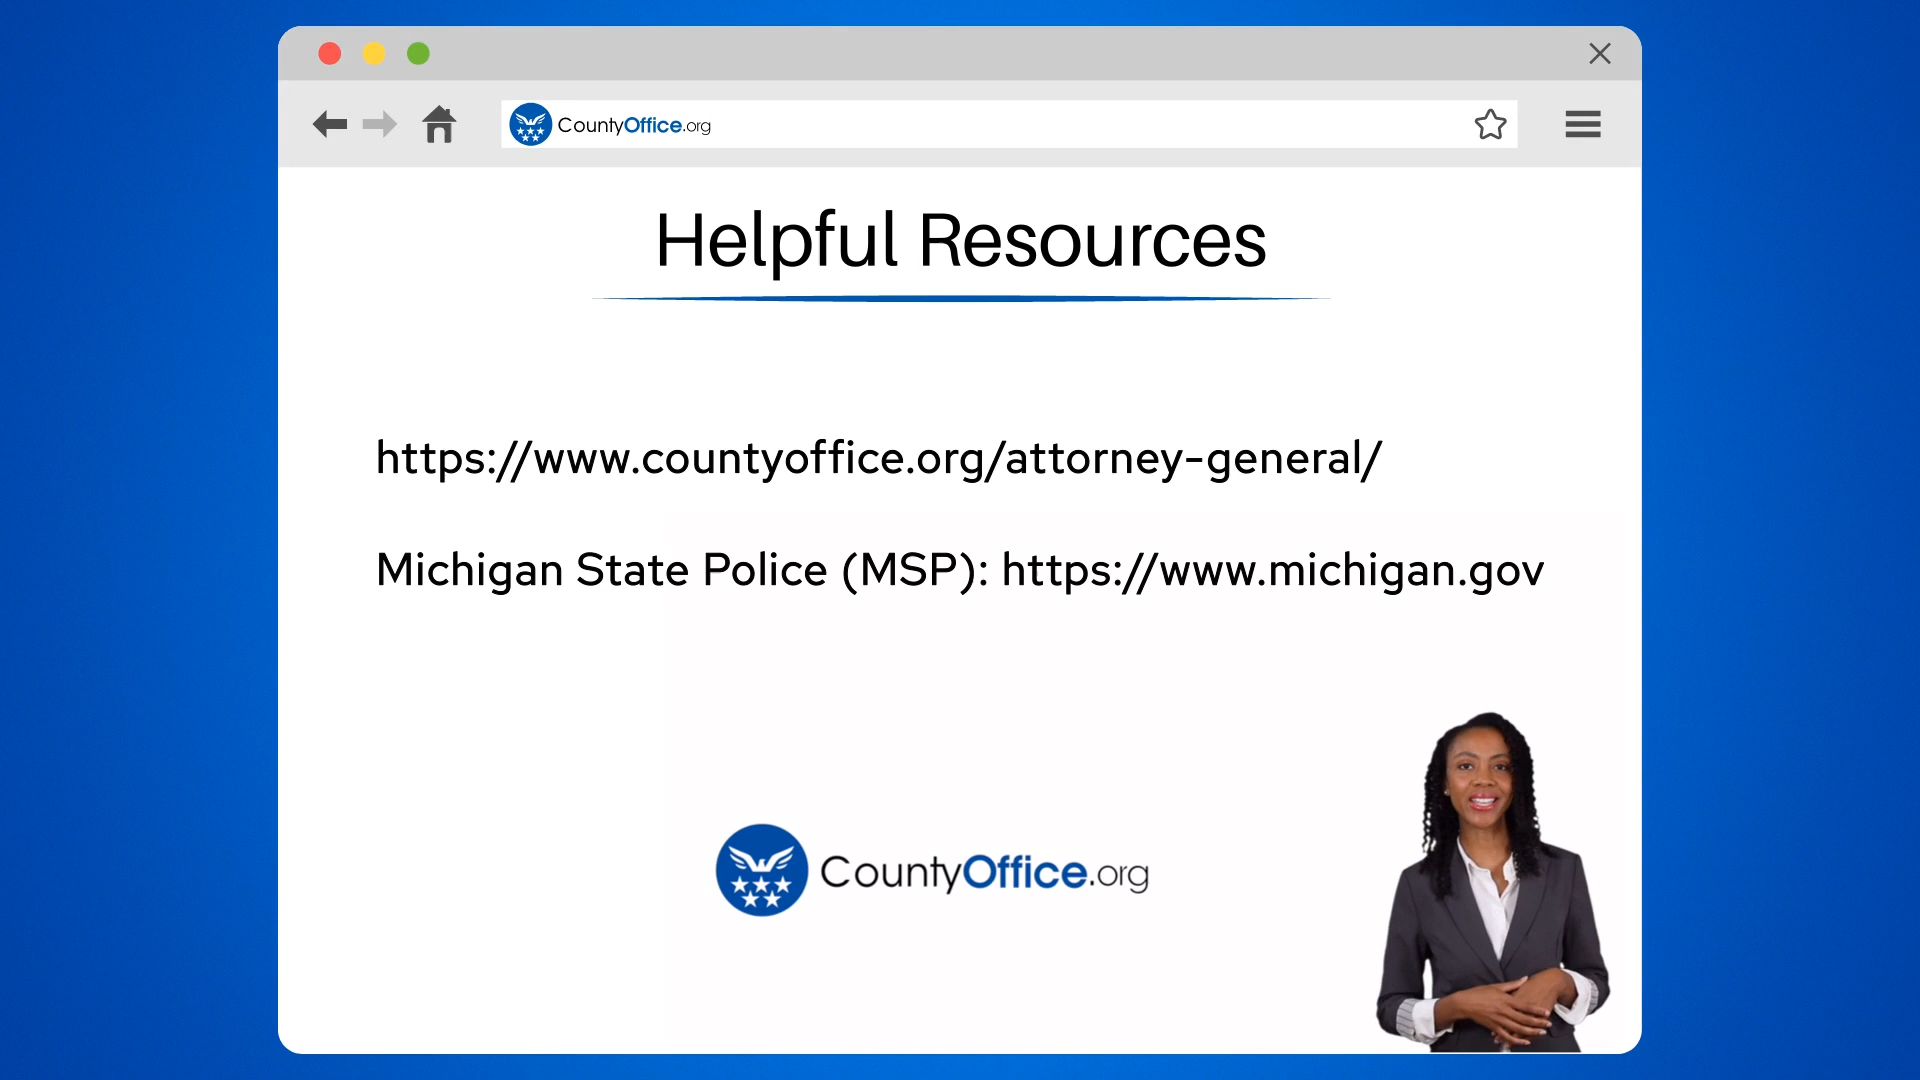 CountyOffice.org
Helpful Resources
https://www.countyoffice.org/attorney-general/
Michigan State Police (MSP): https://www.michigan.gov
CountyOffice.org